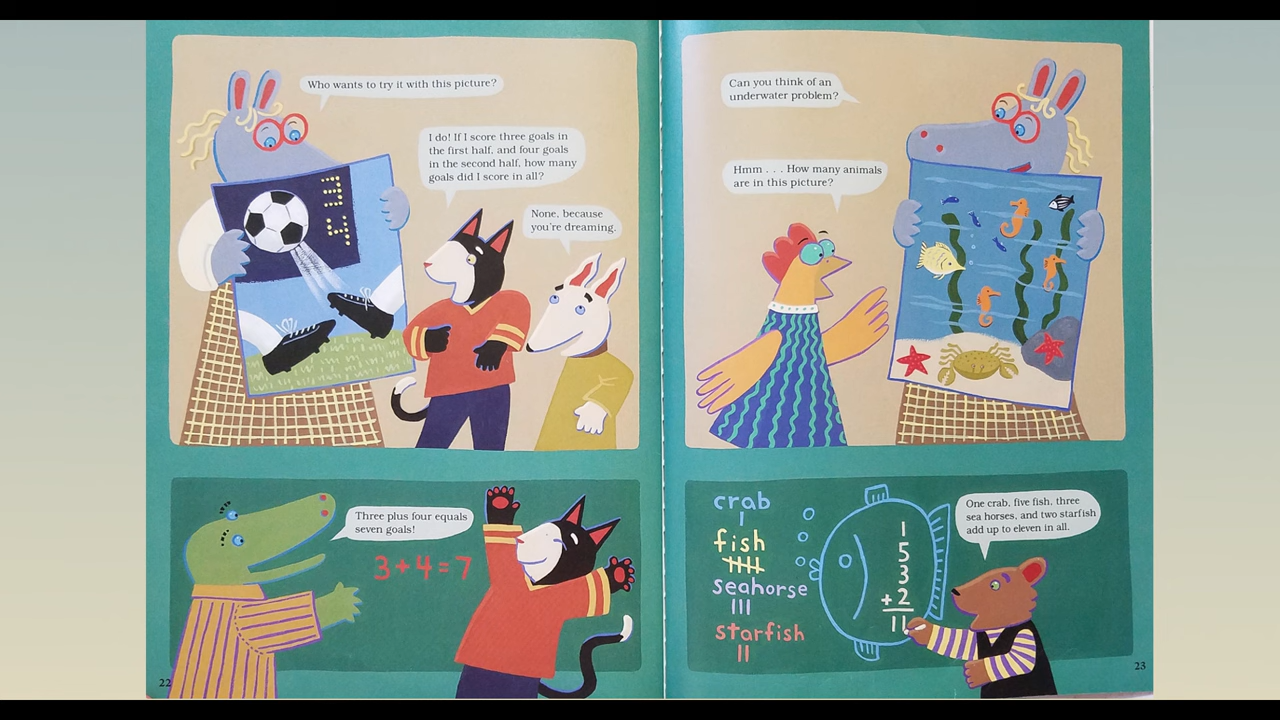 Who wants to try it with this picture?
I do! If I score three goals in
the first half, and four goals
in the second half, how many
goals did I score in all?
None, because
you're dreaming.
Three plus four equals
seven goals!
3+4=7
22
Can you think of an
underwater problem?
Hmm . . . How many animals
are in this picture?
crab
fish
seahorse
starfish
1
5
3
+ 2
11
One crab, five fish, three
sea horses, and two starfish
add up to eleven in all.
23